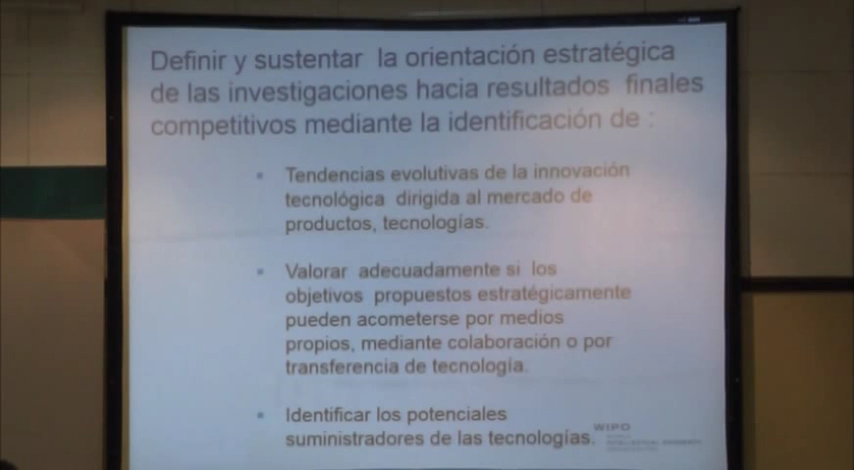 Definir y sustentar la orientación estratégica
de las investigaciones hacia resultados finales
competitivos mediante la identificación de :
Tendencias evolutivas de la innovación
tecnológica dirigida al mercado de
productos, tecnologías.
Valorar adecuadamente si los
objetivos propuestos estratégicamente
pueden acometerse por medios
propios, mediante colaboración o por
transferencia de tecnología.
Identificar los potenciales
suministradores de las tecnologías.
WIPO